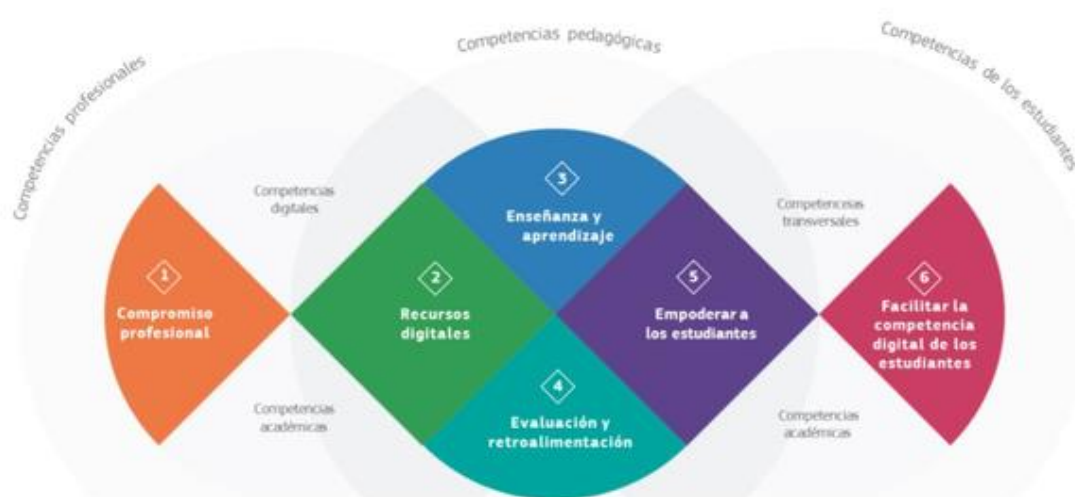 Competencias profesionales
Competencias pedagógicas
Competencias de los estudiantes
Competencias
digitales
Competencias
transversales
1
Compromiso
profesional
2
Recursos
digitales
3
Enseñanza y
aprendizaje
4
Evaluación y
retroalimentación
5
Empoderar a
los estudiantes
6
Facilitar la
competencia
digital de los
estudiantes
Competencias
académicas
Competencias
académicas